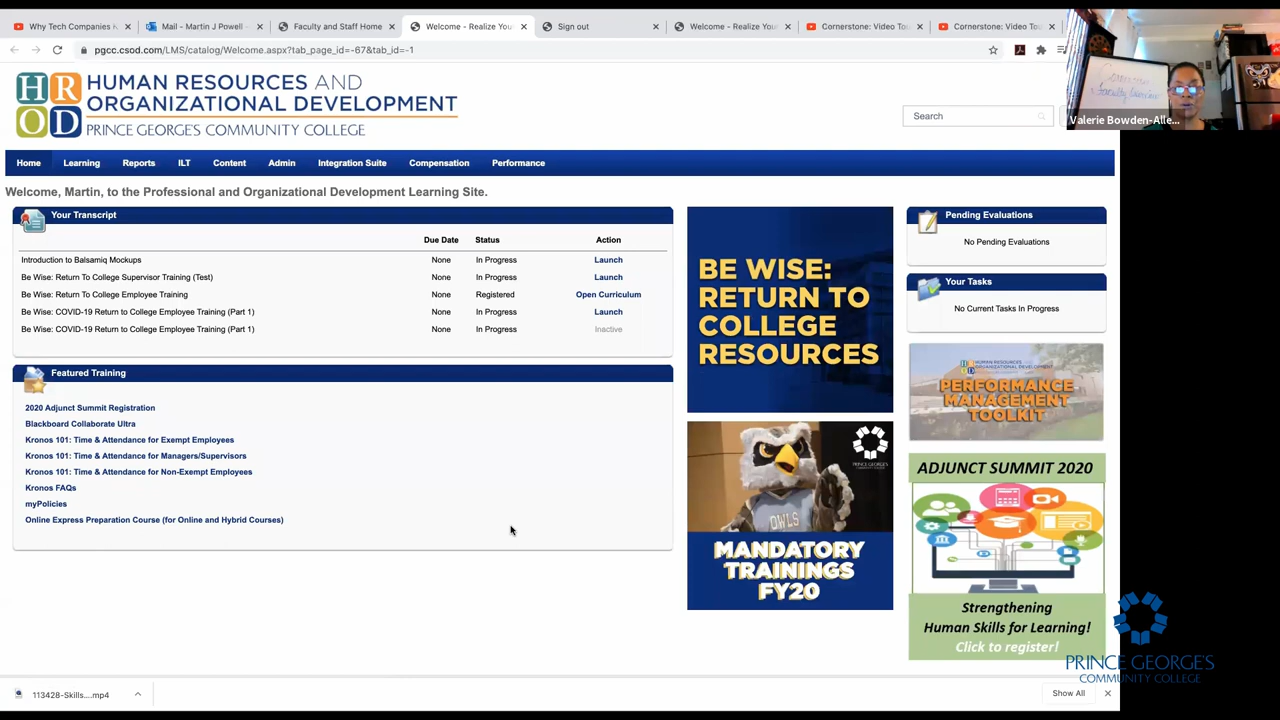 Why Tech Companies
Mail - Martin J Powell -
Faculty and Staff Home
Welcome - Realize You
Sign out
Welcome - Realize You
Cornerstone: Video To
Cornerstone: Video To
pgcc.csod.com/LMS/catalog/Welcome.aspx?tab_page_id=-67&tab_id=-1
HR OD
HUMAN RESOURCES AND
ORGANIZATIONAL DEVELOPMENT
PRINCE GEORGE'S COMMUNITY COLLEGE
Search
Valerie Bowden-Alle...
Home Learning Reports ILT Content Admin Integration Suite Compensation Performance
Welcome, Martin, to the Professional and Organizational Development Learning Site.
Your Transcript
Due Date Status Action
Introduction to Balsamiq Mockups None In Progress Launch
Be Wise: Return To College Supervisor Training (Test) None In Progress Launch
Be Wise: Return To College Employee Training None Registered Open Curriculum
Be Wise: COVID-19 Return to College Employee Training (Part 1) None In Progress Launch
Be Wise: COVID-19 Return to College Employee Training (Part 1) None In Progress Inactive
Featured Training
2020 Adjunct Summit Registration
Blackboard Collaborate Ultra
Kronos 101: Time & Attendance for Exempt Employees
Kronos 101: Time & Attendance for Managers/Supervisors
Kronos 101: Time & Attendance for Non-Exempt Employees
Kronos FAQs
myPolicies
Online Express Preparation Course (for Online and Hybrid Courses)
BE WISE:
RETURN TO
COLLEGE
RESOURCES
PRINCE GEORGE'S
COMMUNITY COLLEGE
OWLS
MANDATORY
TRAININGS
FY20
Pending Evaluations
No Pending Evaluations
Your Tasks
No Current Tasks In Progress
HUMAN RESOURCES AND
ORGANIZATIONAL DEVELOPMENT
PERFORMANCE
MANAGEMENT
TOOLKIT
ADJUNCT SUMMIT 2020
Strengthening
Human Skills for Learning!
Click to register!
PRINCE GEORGE'S
COMMUNITY COLLEGE
113428-Skills....mp4
Show All